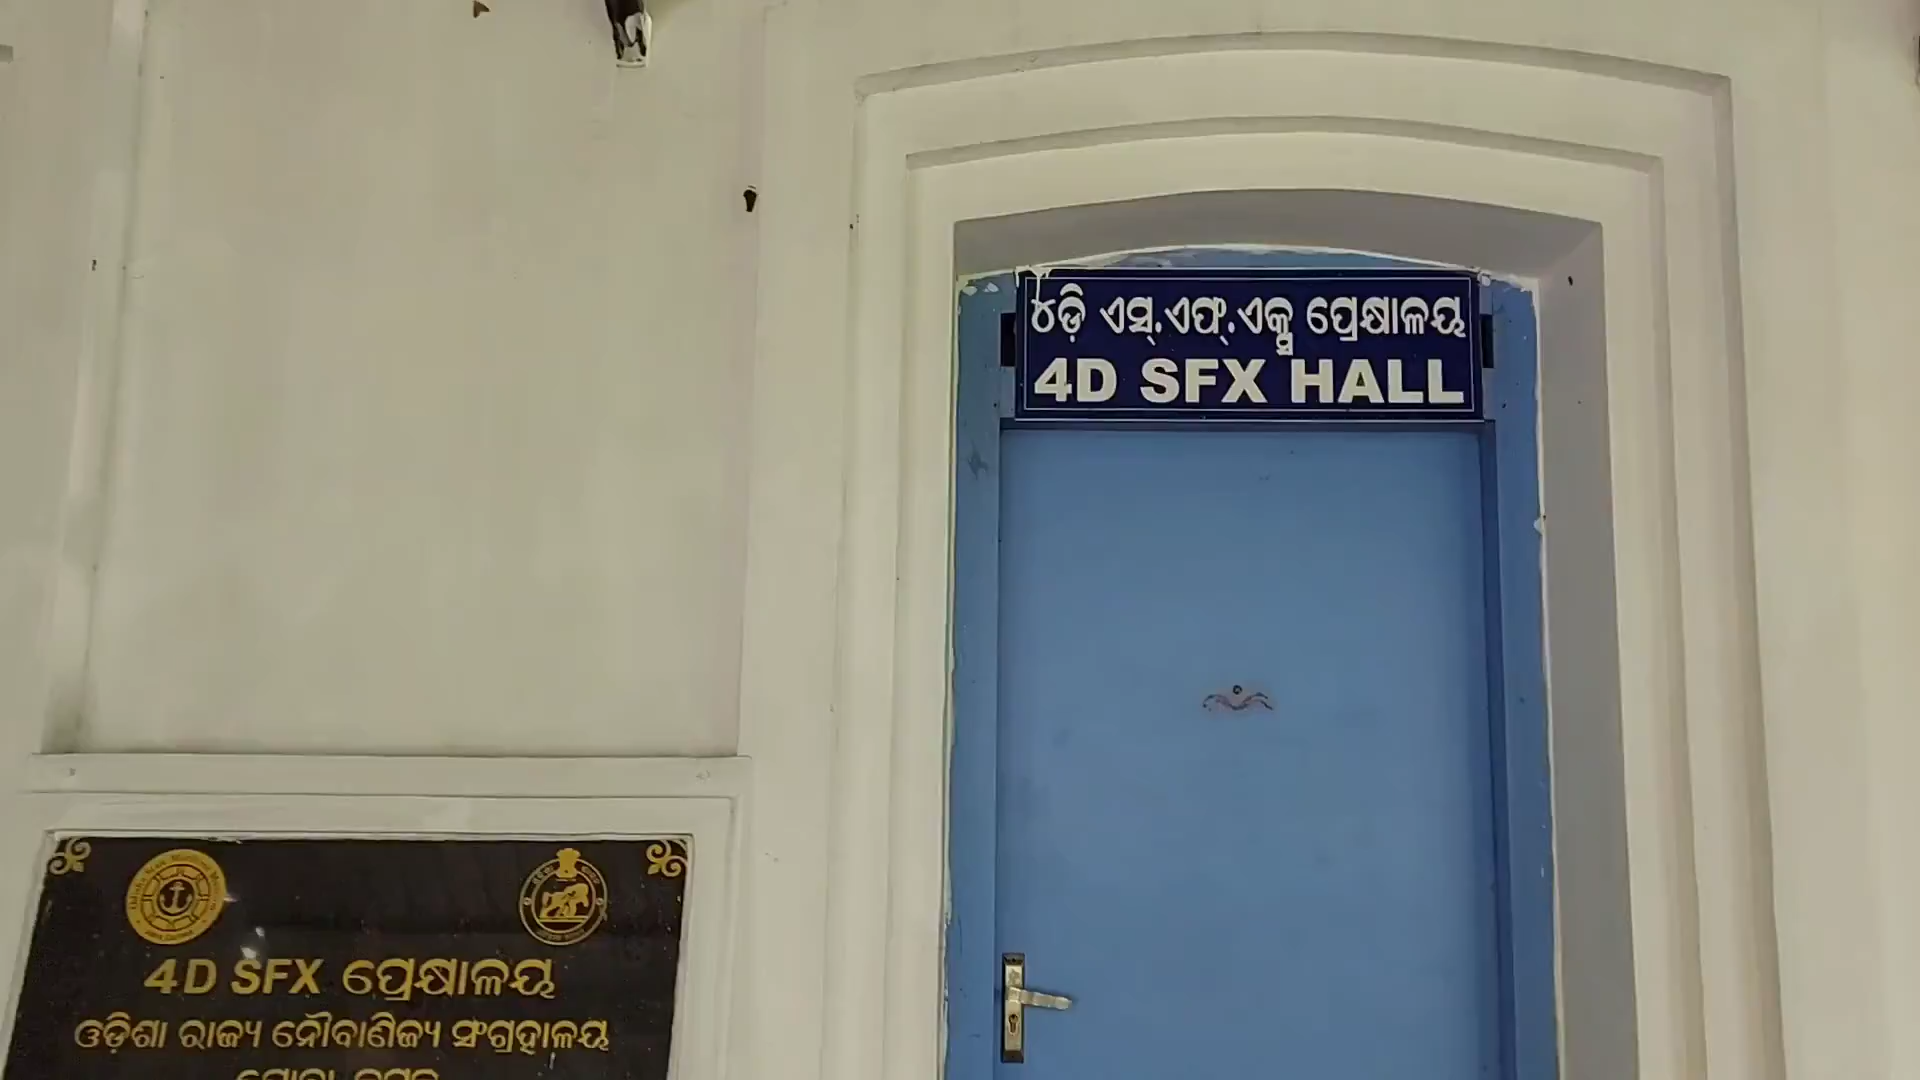 ୪ଡ଼ି ଏସ୍.ଏଫ୍.ଏକ୍ସ ପ୍ରେକ୍ଷାଳୟ
4D SFX HALL
4D SFX ପ୍ରେକ୍ଷାଳୟ
ଓଡ଼ିଶା ରାଜ୍ୟ ନୌବାଣିଜ୍ୟ ସଂଗ୍ରହାଳୟ